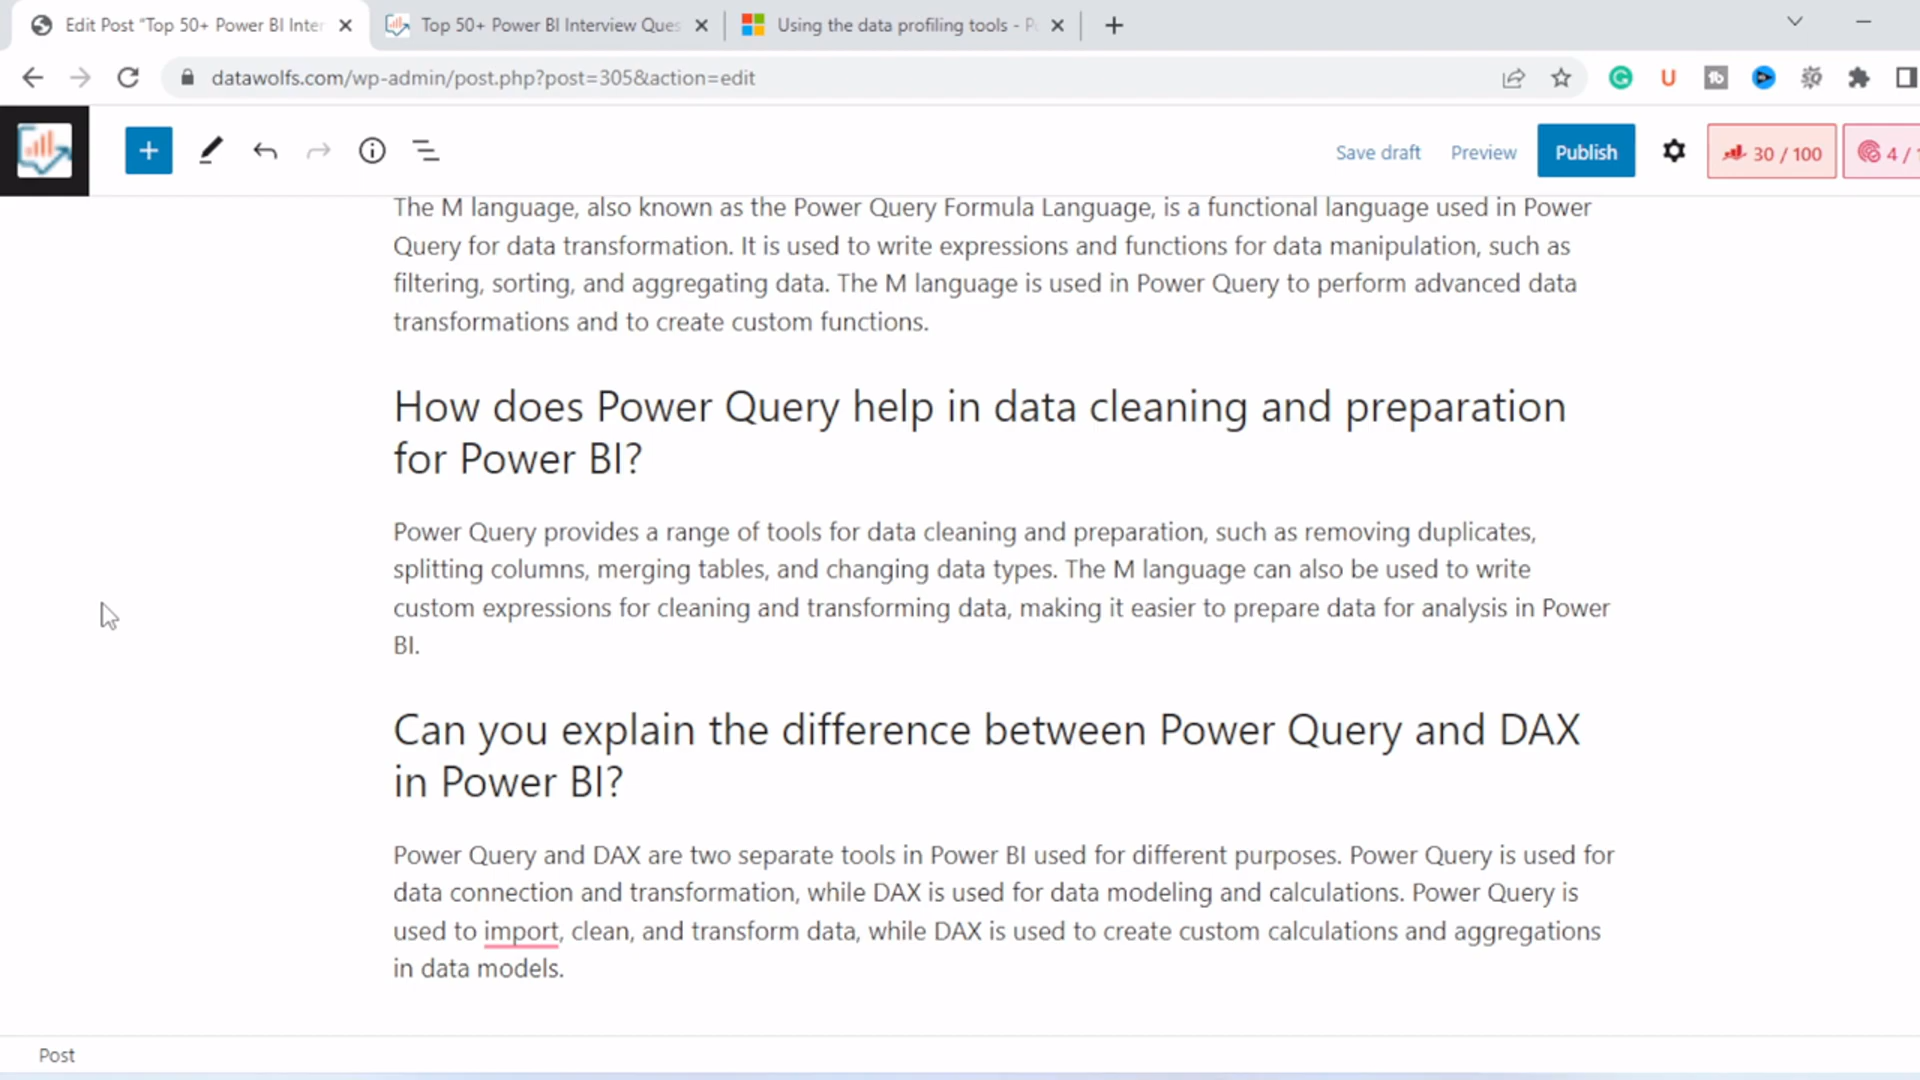 Edit Post "Top 50+ Power BI Inter
Top 50+ Power BI Interview Ques
Using the data profiling tools - P
datawolfs.com/wp-admin/post.php?post=305&action=edit
Save draft
Preview
Publish
30 / 100
4 / 1
The M language, also known as the Power Query Formula Language, is a functional language used in Power
Query for data transformation. It is used to write expressions and functions for data manipulation, such as
filtering, sorting, and aggregating data. The M language is used in Power Query to perform advanced data
transformations and to create custom functions.
How does Power Query help in data cleaning and preparation
for Power BI?
Power Query provides a range of tools for data cleaning and preparation, such as removing duplicates,
splitting columns, merging tables, and changing data types. The M language can also be used to write
custom expressions for cleaning and transforming data, making it easier to prepare data for analysis in Power
BI.
Can you explain the difference between Power Query and DAX
in Power BI?
Power Query and DAX are two separate tools in Power BI used for different purposes. Power Query is used for
data connection and transformation, while DAX is used for data modeling and calculations. Power Query is
used to import, clean, and transform data, while DAX is used to create custom calculations and aggregations
in data models.
Post